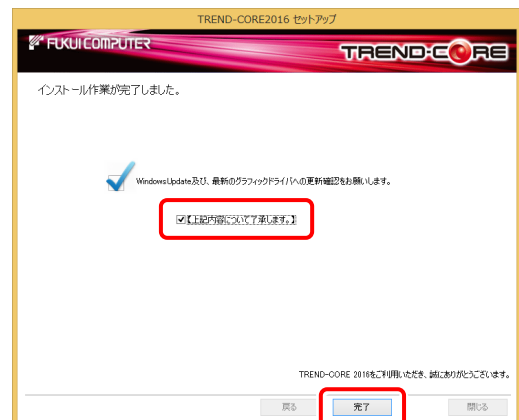 TREND-CORE2016 セットアップ
FUKUI COMPUTER
TREND-CORE
インストール作業が完了しました。
WindowsUpdate及び、最新のグラフィックドライバへの更新確認をお願いします。
【上記内容について了承します。】
TREND-CORE 2016をご利用いただき、誠にありがとうございます。
戻る 完了 閉じる